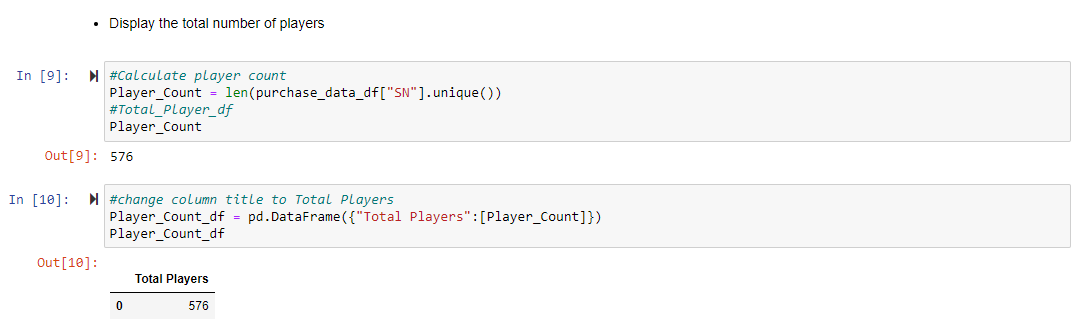 • Display the total number of players
In [9]: #Calculate player count
Player_Count = len(purchase_data_df["SN"].unique())
#Total_Player_df
Player_Count
Out[9]: 576
In [10]: #change column title to Total Players
Player_Count_df = pd.DataFrame({"Total Players":[Player_Count]})
Player_Count_df
Out[10]:
Total Players
0 576